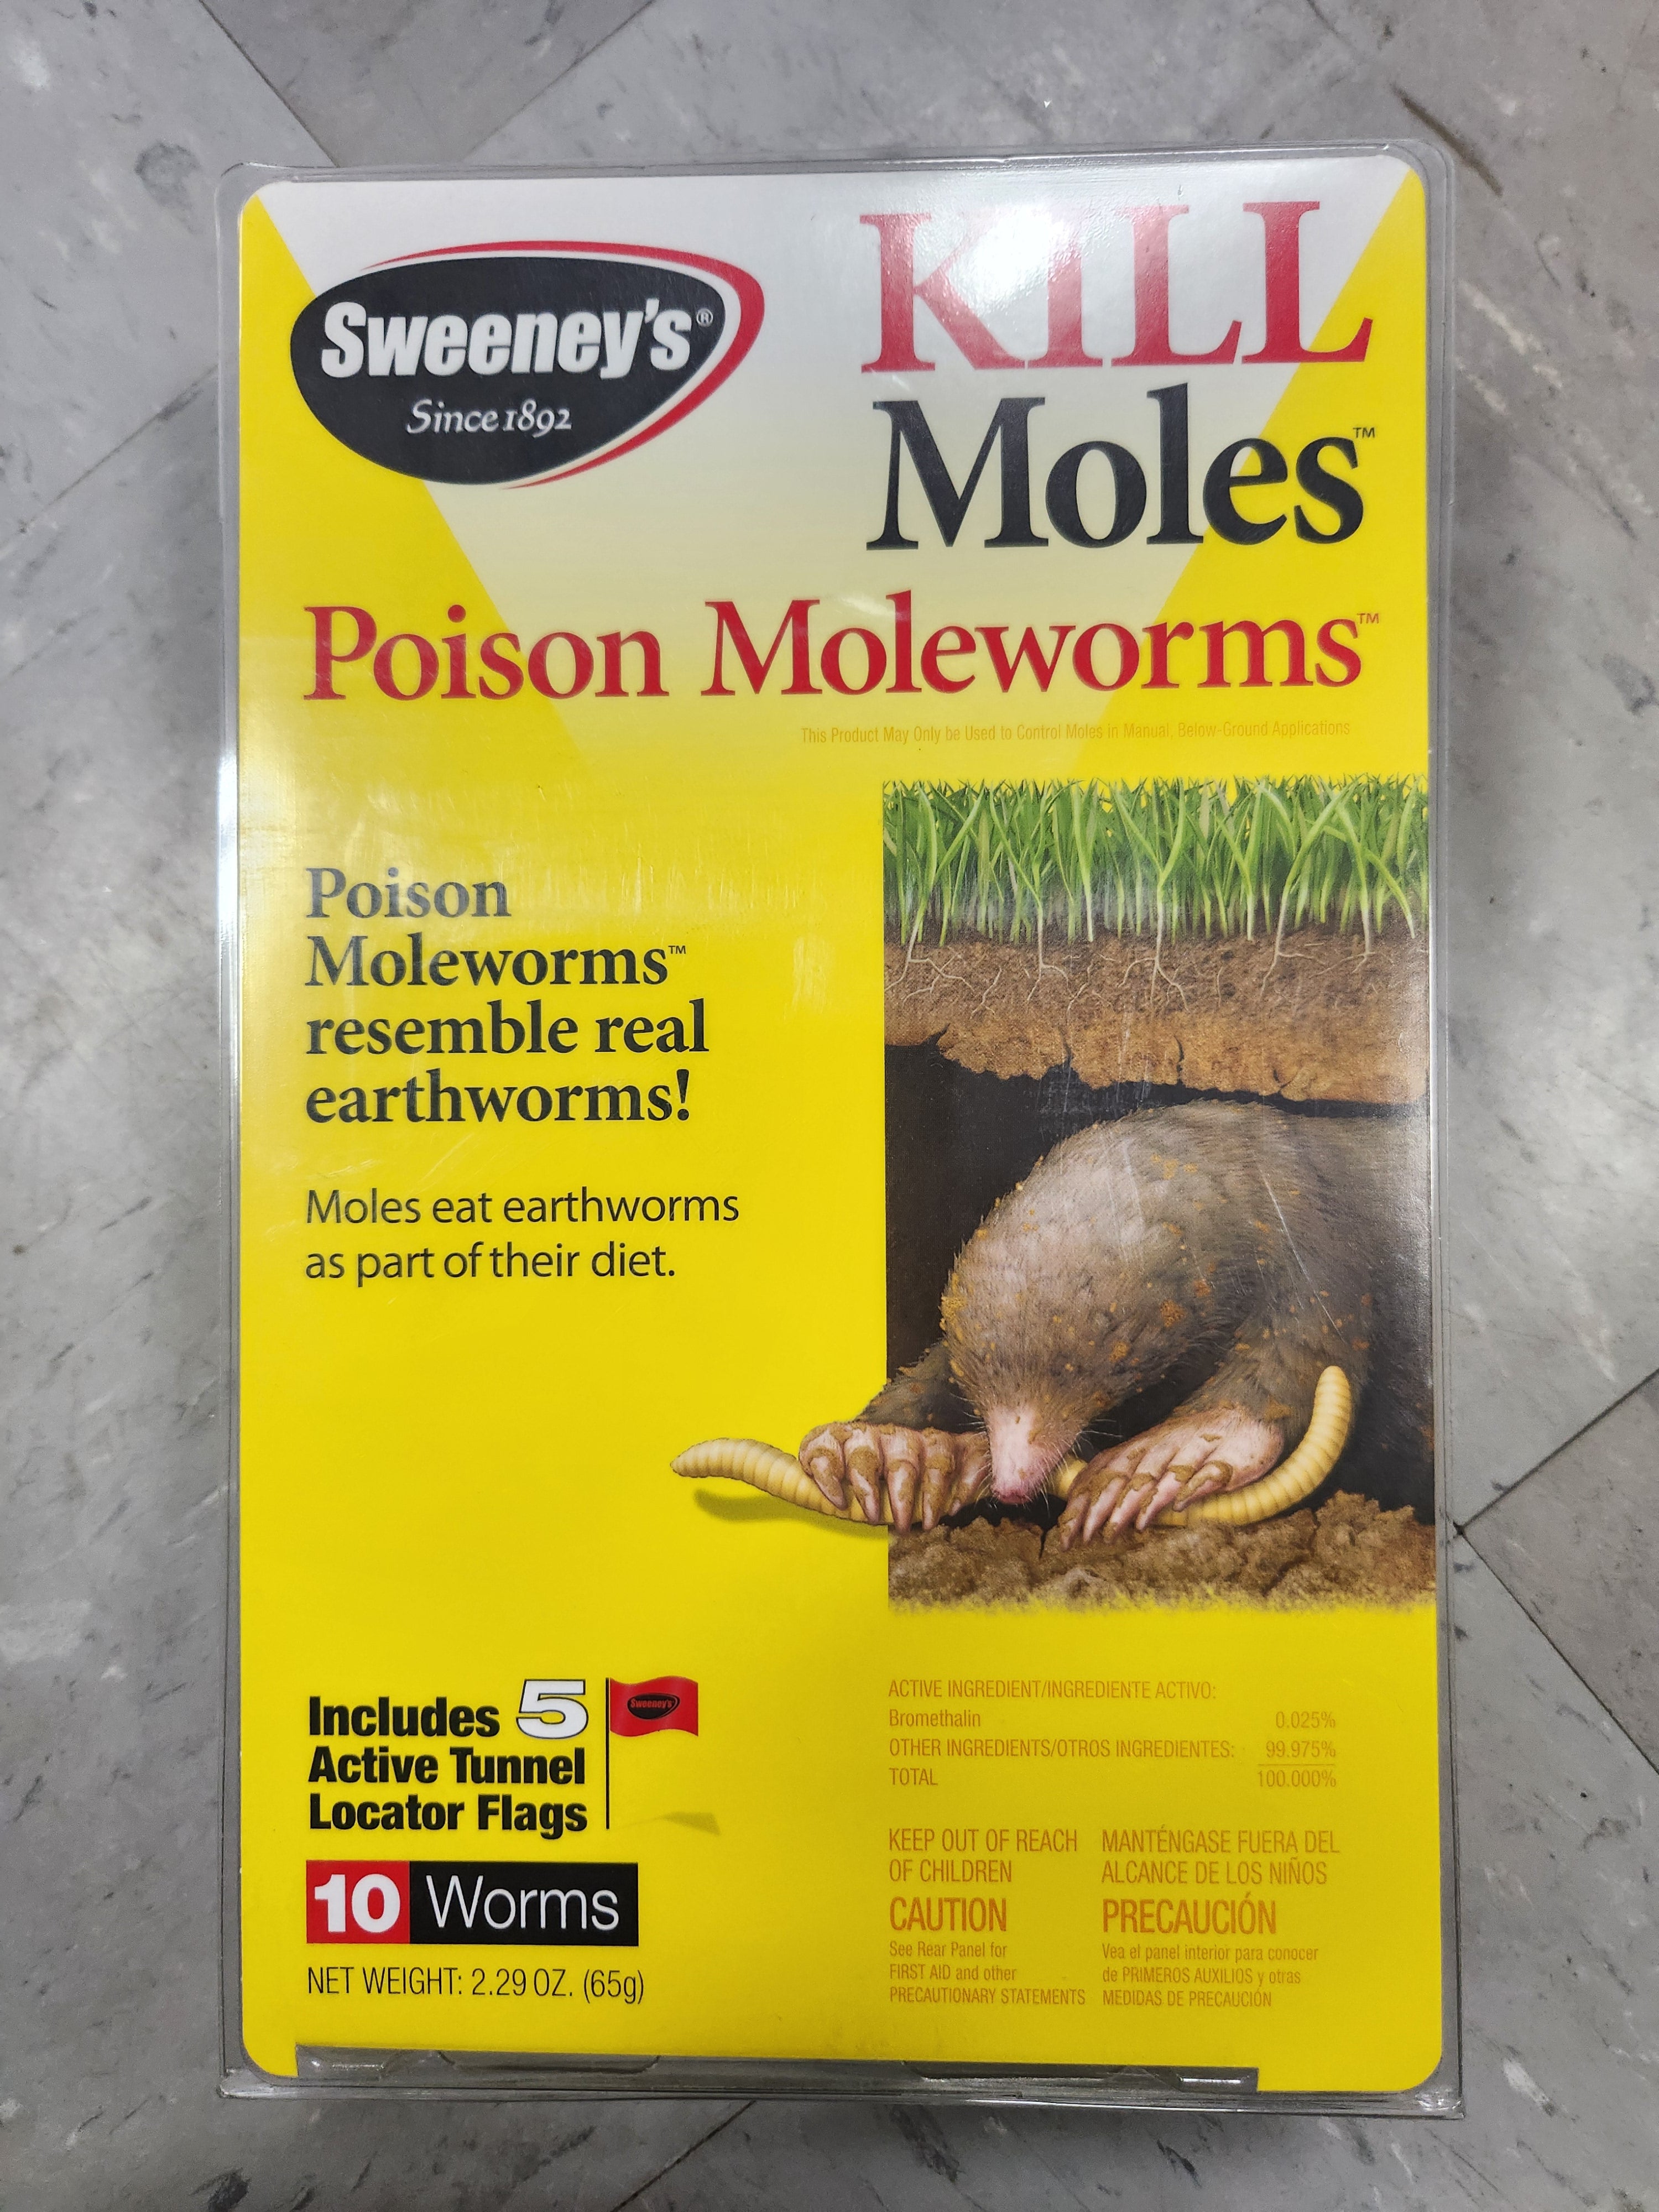 Sweeney's®
Since 1892
KILL
Moles™
Poison Moleworms™
This Product May Only be Used to Control Moles in Manual, Below-Ground Applications
Poison
Moleworms™
resemble real
earthworms!
Moles eat earthworms
as part of their diet.
Includes 5
Active Tunnel
Locator Flags
Sweeney's
10 Worms
NET WEIGHT: 2.29 OZ. (65g)
ACTIVE INGREDIENT/INGREDIENTE ACTIVO:
Bromethalin 0.025%
OTHER INGREDIENTS/OTROS INGREDIENTES: 99.975%
TOTAL 100.000%
KEEP OUT OF REACH
OF CHILDREN
CAUTION
See Rear Panel for
FIRST AID and other
PRECAUTIONARY STATEMENTS
MANTÉNGASE FUERA DEL
ALCANCE DE LOS NIÑOS
PRECAUCIÓN
Vea el panel interior para conocer
de PRIMEROS AUXILIOS y otras
MEDIDAS DE PRECAUCIÓN